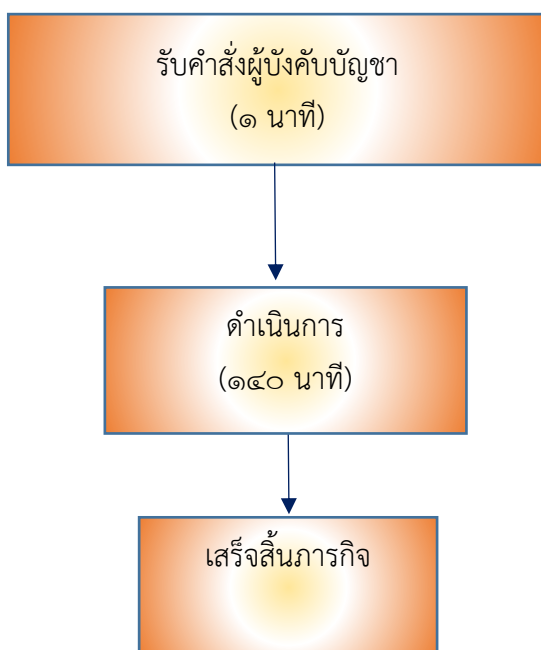 รับคำสั่งผู้บังคับบัญชา
(๑ นาที)
ดำเนินการ
(๑๔๐ นาที)
เสร็จสิ้นภารกิจ